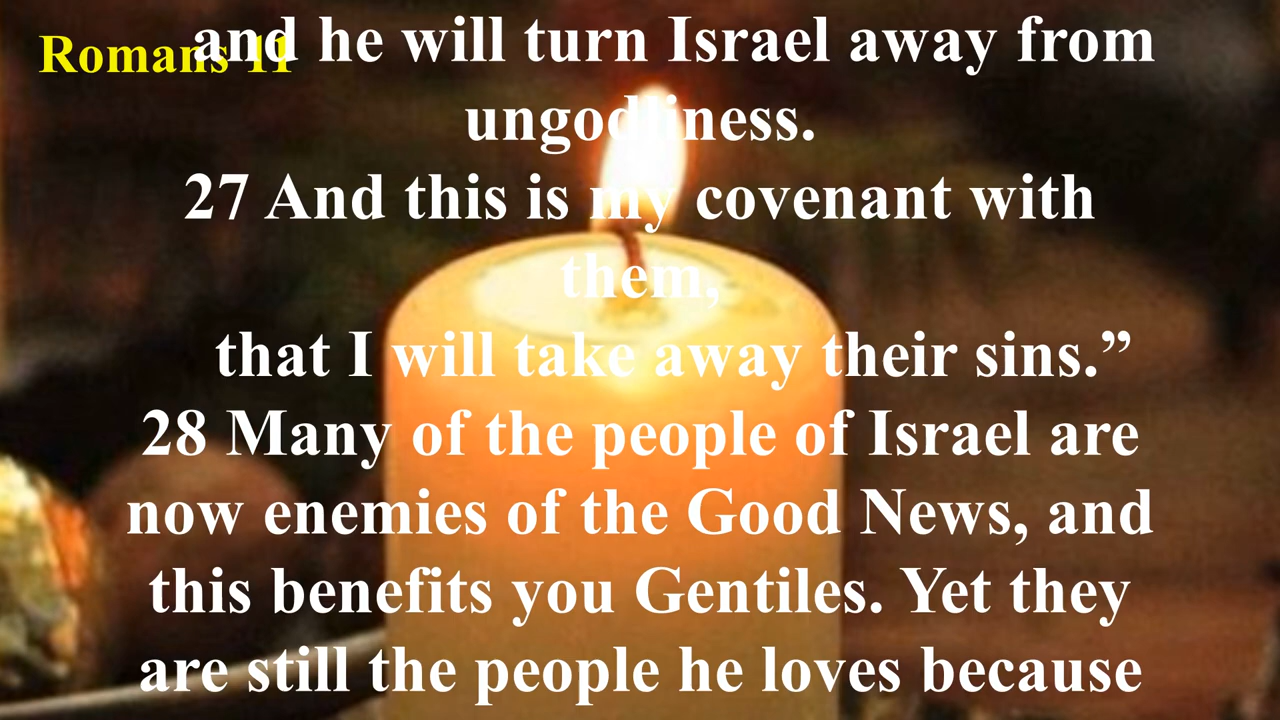 Romans 11
and he will turn Israel away from
ungodliness.
27 And this is my covenant with
them,
that I will take away their sins.”
28 Many of the people of Israel are
now enemies of the Good News, and
this benefits you Gentiles. Yet they
are still the people he loves because